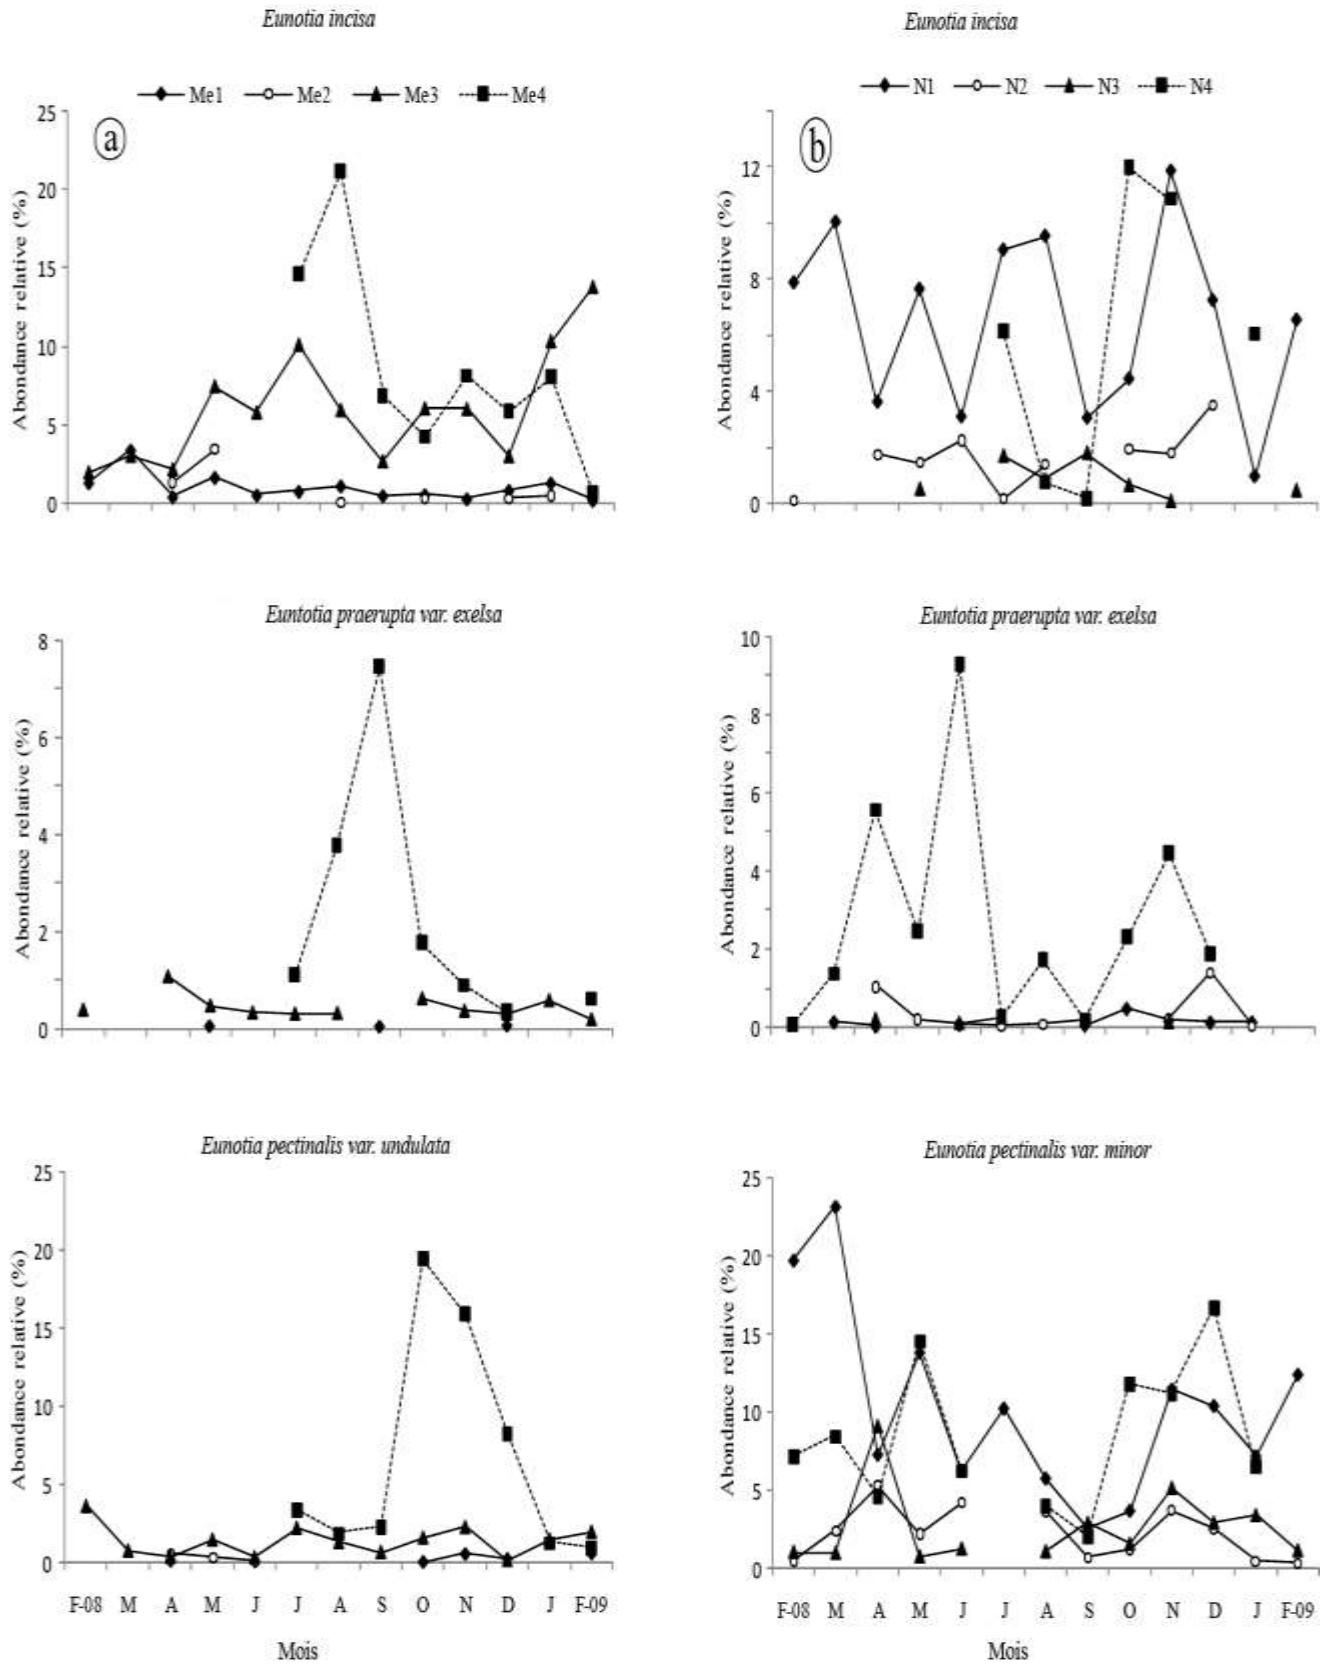 Eunotia incisa
Me1 Me2 Me3 Me4
a
Abondance relative (%)
25
20
15
10
5
0
Eunotia incisa
N1 N2 N3 N4
b
Abondance relative (%)
12
8
4
0
Euntotia praerupta var. exelsa
Abondance relative (%)
8
6
4
2
0
Euntotia praerupta var. exelsa
Abondance relative (%)
10
8
6
4
2
0
Eunotia pectinalis var. undulata
Abondance relative (%)
25
20
15
10
5
0
F-08 M A M J J A S O N D J F-09
Mois
Eunotia pectinalis var. minor
Abondance relative (%)
25
20
15
10
5
0
F-08 M A M J J A S O N D J F-09
Mois